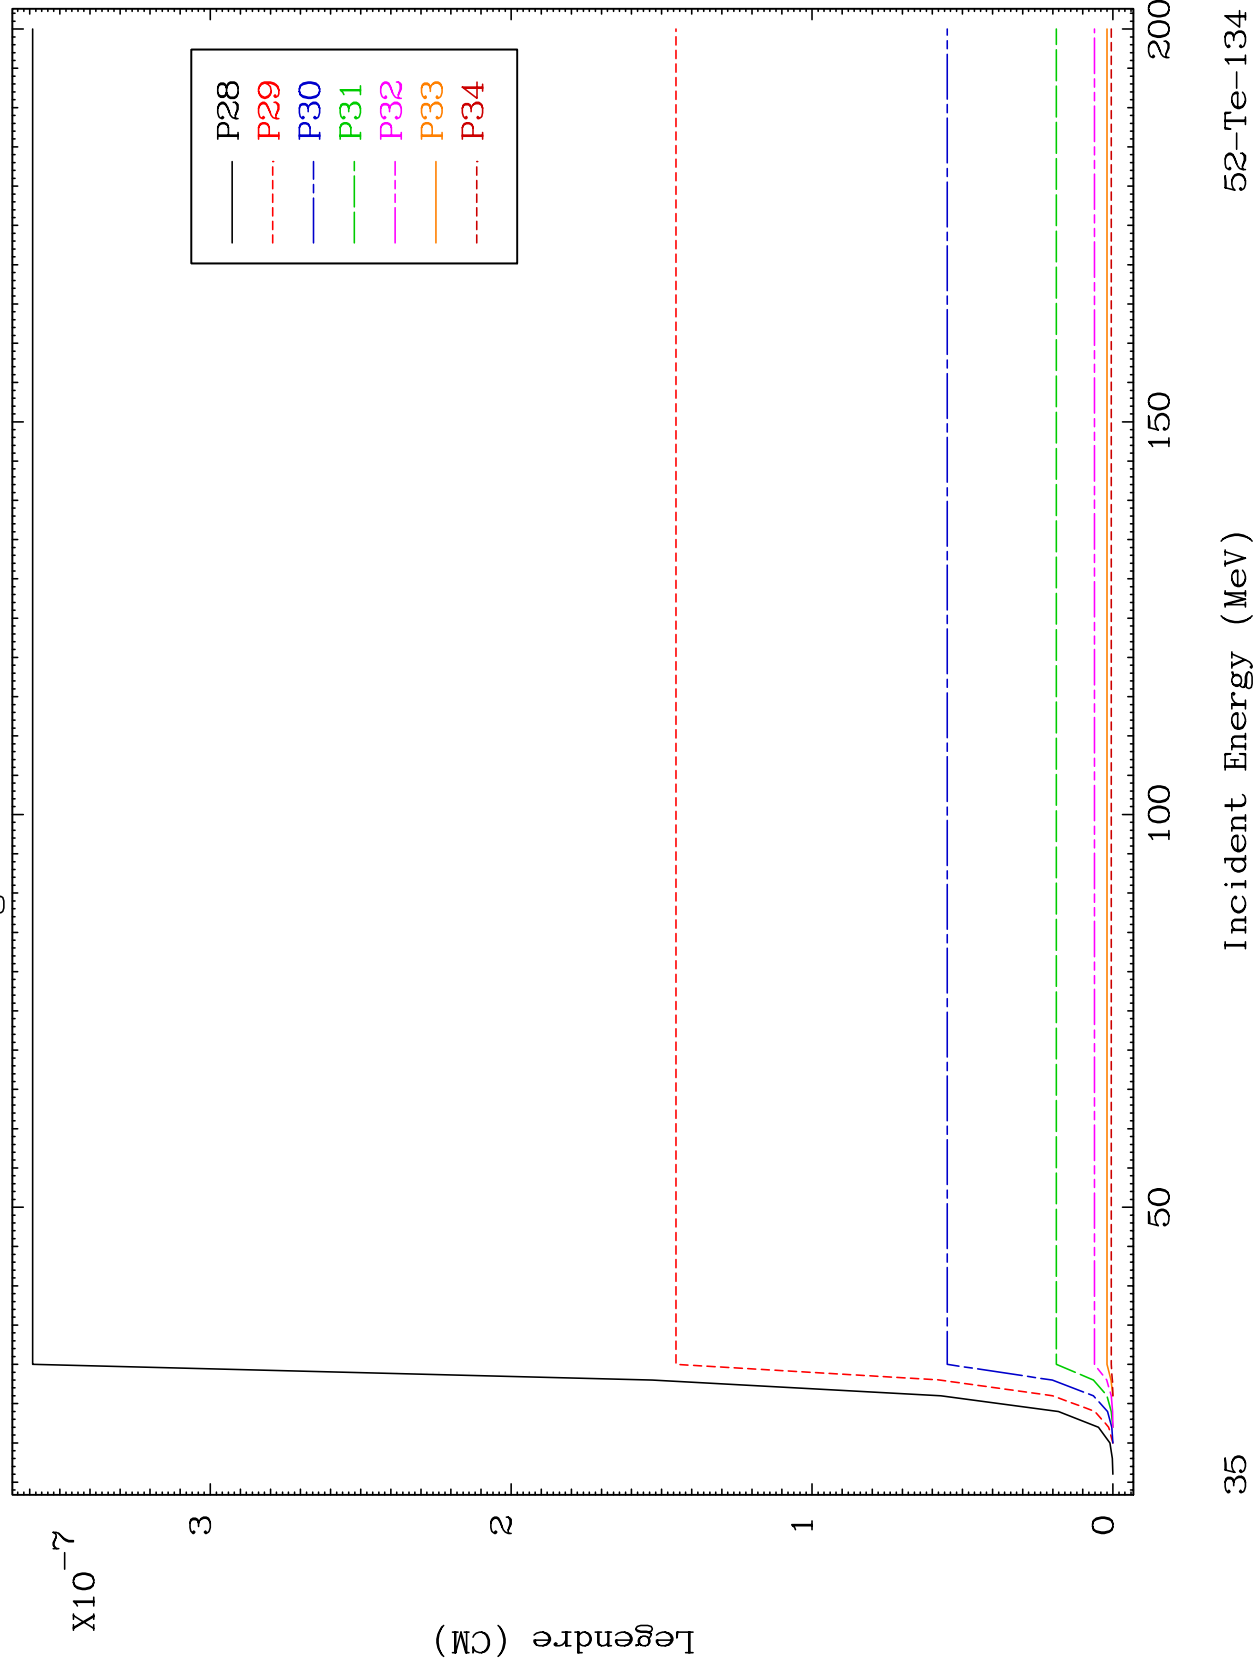 X10-7
3
2
1
0
Legendre (CM)
P28
P29
P30
P31
P32
P33
P34
50
100
150
200
35
Incident Energy (MeV)
52-Te-134